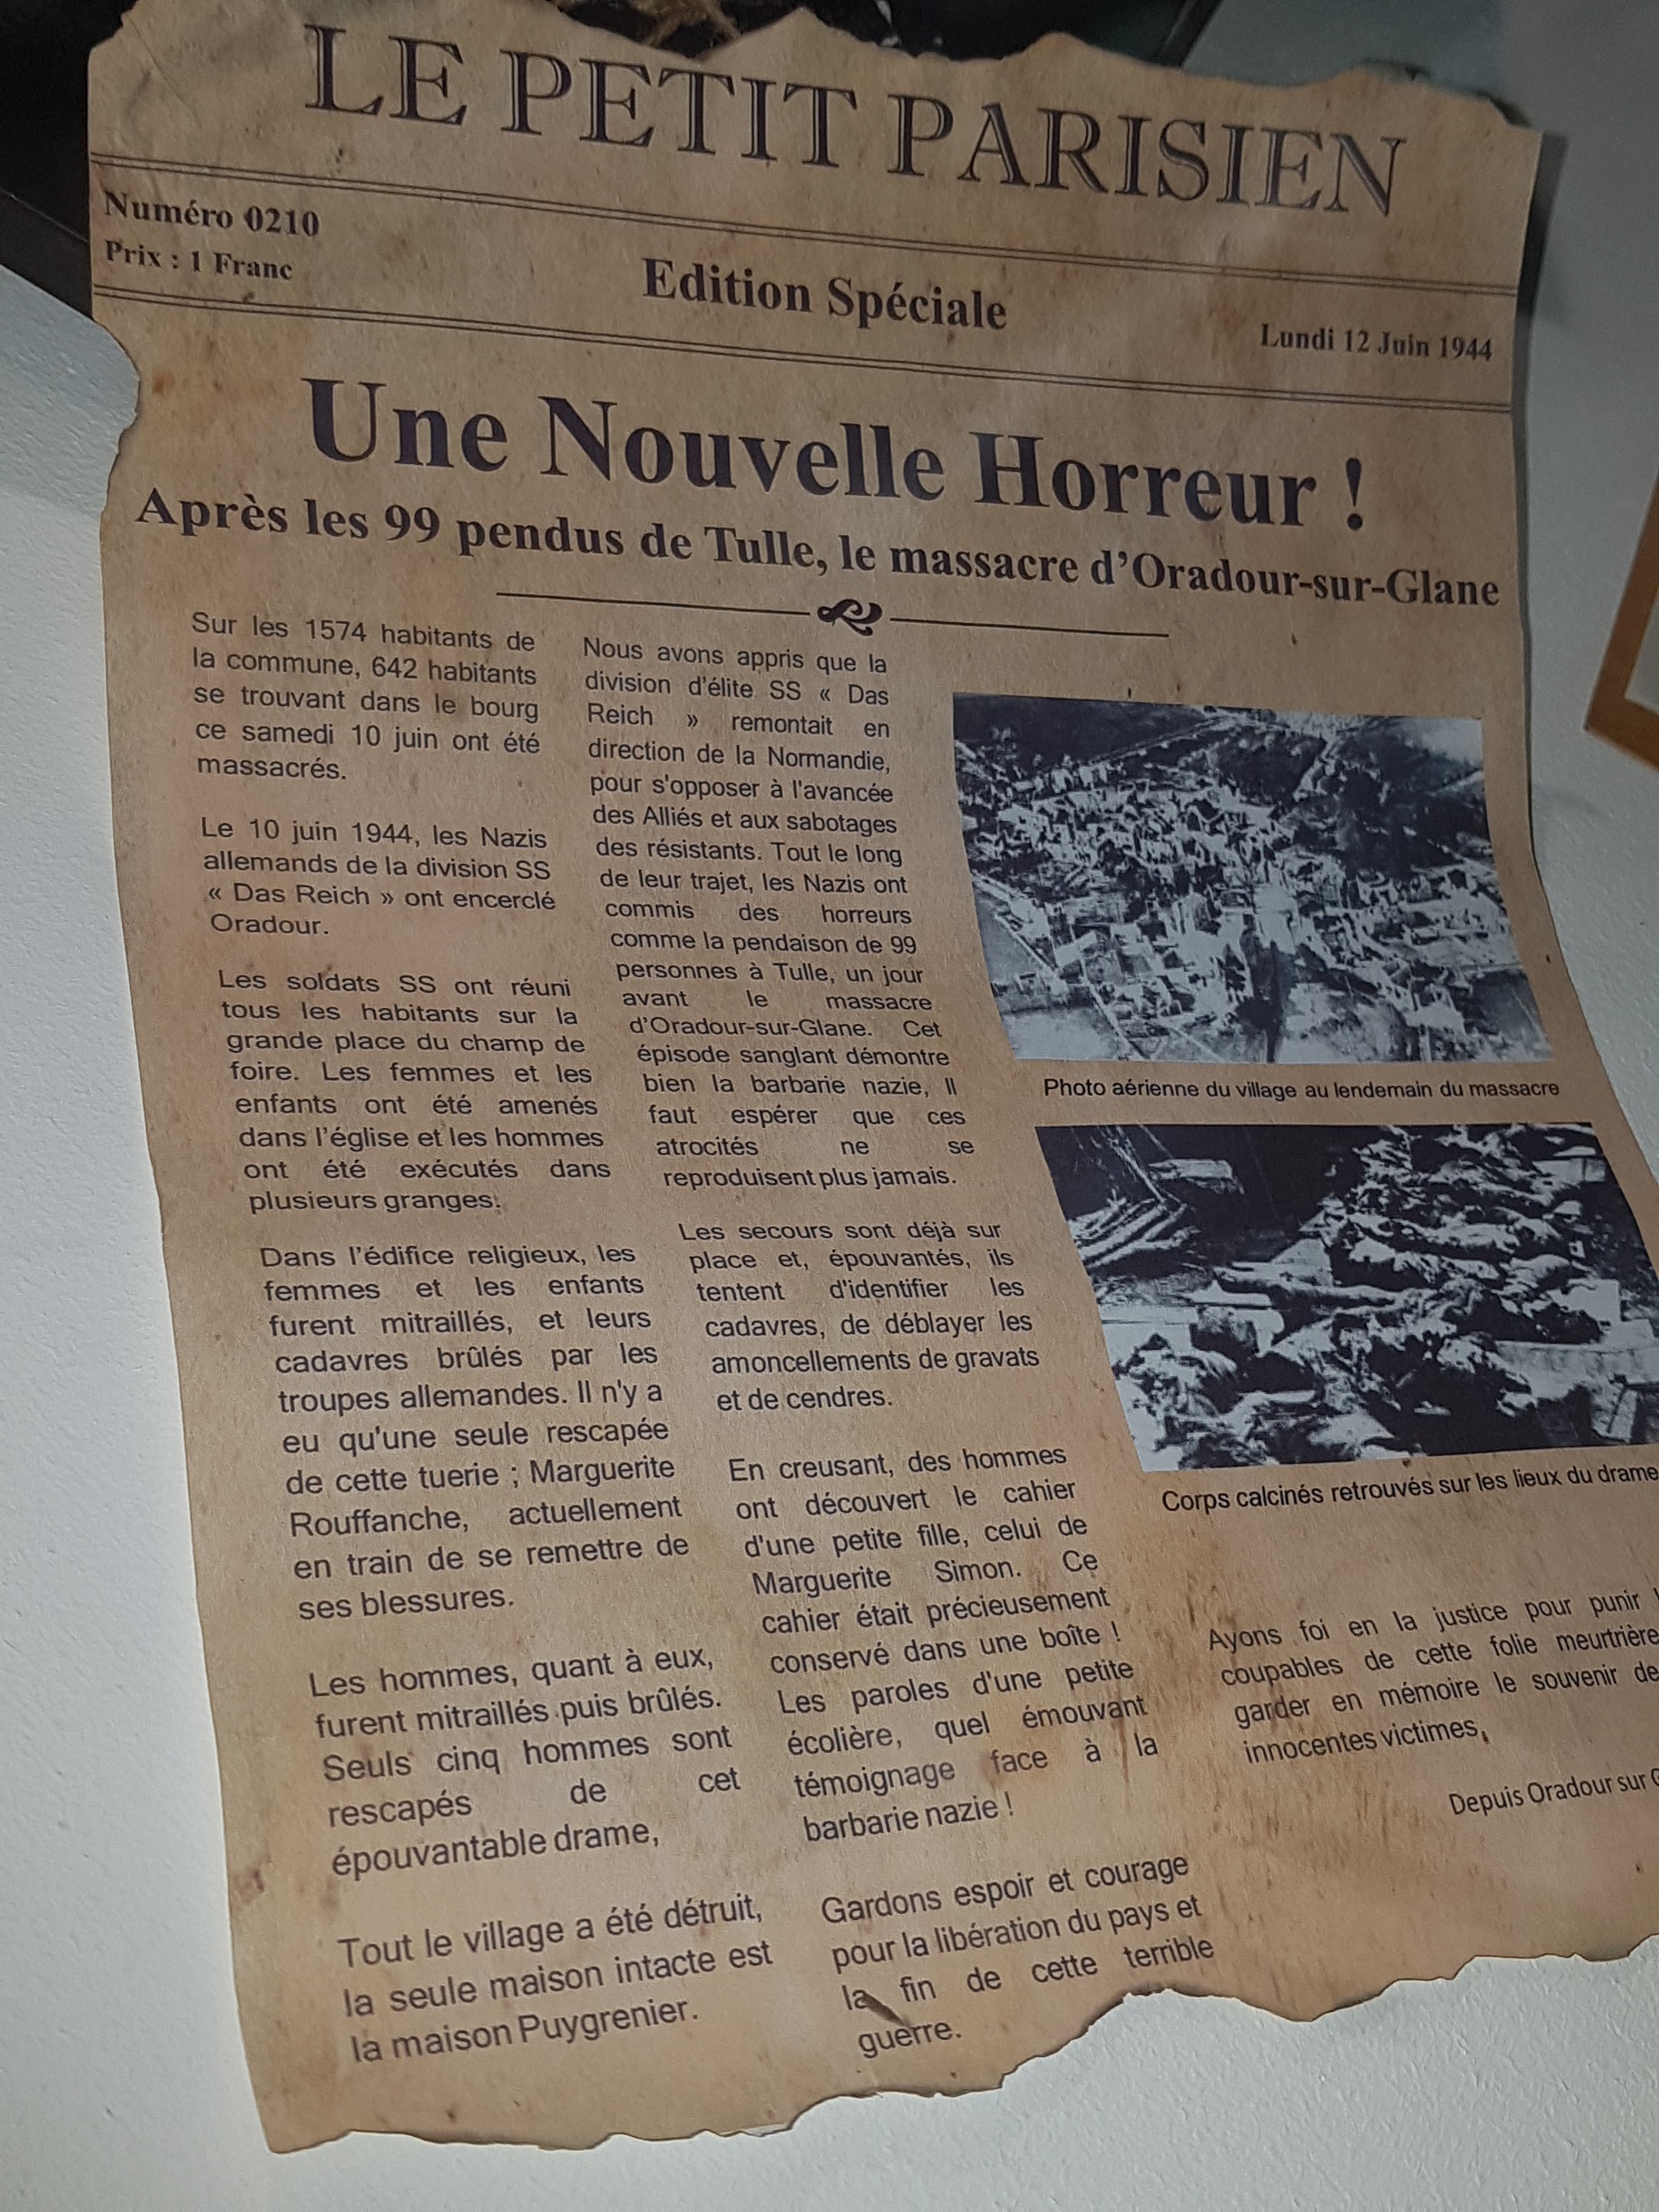 LE PETIT PARISIEN
Numéro 0210
Prix : 1 Franc
Edition Spéciale
Lundi 12 Juin 1944
Une Nouvelle Horreur !
Après les 99 pendus de Tulle, le massacre d'Oradour-sur-Glane
Sur les 1574 habitants de
la commune, 642 habitants
se trouvant dans le bourg
ce samedi 10 juin ont été
massacrés.
Le 10 juin 1944, les Nazis
allemands de la division SS
« Das Reich » ont encerclé
Oradour.
Les soldats SS ont réuni
tous les habitants sur la
grande place du champ de
foire. Les femmes et les
enfants ont été amenés
dans l'église et les hommes
ont été exécutés dans
plusieurs granges.
Dans l'édifice religieux, les
femmes et les enfants
furent mitraillés, et leurs
cadavres brûlés par les
troupes allemandes. Il n'y a
eu qu'une seule rescapée
de cette tuerie ; Marguerite
Rouffanche, actuellement
en train de se remettre de
ses blessures.
Les hommes, quant à eux,
furent mitraillés puis brûlés.
Seuls cinq hommes sont
rescapés de cet
épouvantable drame,
Tout le village a été détruit,
la seule maison intacte est
la maison Puygrenier.
Nous avons appris que la
division d'élite SS « Das
Reich » remontait en
direction de la Normandie,
pour s'opposer à l'avancée
des Alliés et aux sabotages
des résistants. Tout le long
de leur trajet, les Nazis ont
commis des horreurs
comme la pendaison de 99
personnes à Tulle, un jour
avant le massacre
d'Oradour-sur-Glane. Cet
épisode sanglant démontre
bien la barbarie nazie, Il
faut espérer que ces
atrocités ne se
reproduisent plus jamais.
Les secours sont déjà sur
place et, épouvantés, ils
tentent d'identifier les
cadavres, de déblayer les
amoncellements de gravats
et de cendres.
En creusant, des hommes
ont découvert le cahier
d'une petite fille, celui de
Marguerite Simon. Ce
cahier était précieusement
conservé dans une boîte !
Les paroles d'une petite
écolière, quel émouvant
témoignage face à la
barbarie nazie !
Gardons espoir et courage
pour la libération du pays et
la fin de cette terrible
guerre.
Photo aérienne du village au lendemain du massacre
Corps calcinés retrouvés sur les lieux du drame
Ayons foi en la justice pour punir
coupables de cette folie meurtrière
garder en mémoire le souvenir de
innocentes victimes,
Depuis Oradour sur